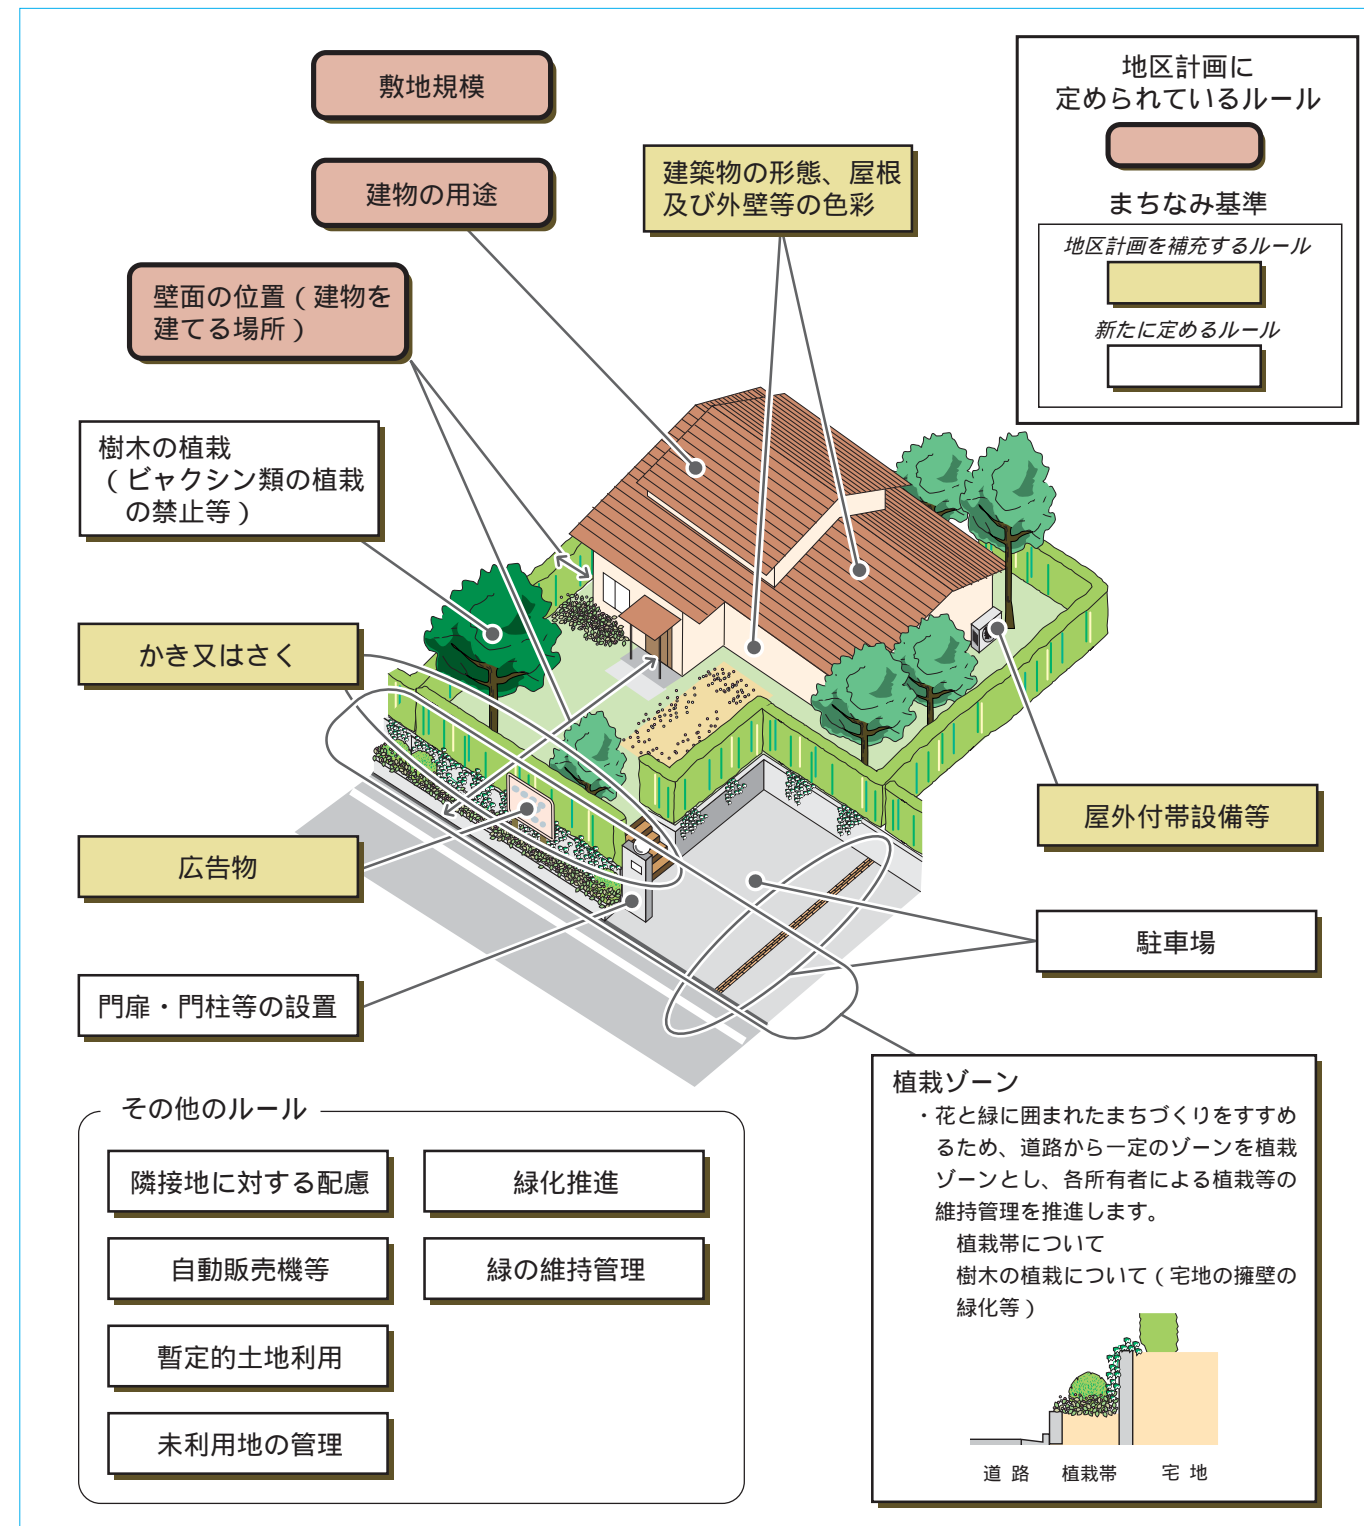 敷地規模
建物の用途
壁面の位置(建物を
建てる場所)
建築物の形態、屋根
及び外壁等の色彩
地区計画に
定められているルール
まちなみ基準
地区計画を補充するルール
新たに定めるルール
樹木の植栽
(ビャクシン類の植栽
の禁止等)
かき又はさく
広告物
門扉・門柱等の設置
屋外付帯設備等
駐車場
植栽ゾーン
・花と緑に囲まれたまちづくりをすすめ
るため、道路から一定のゾーンを植栽
ゾーンとし、各所有者による植栽等の
維持管理を推進します。
植栽帯について
樹木の植栽について(宅地の擁壁の
緑化等)
道 路
植栽帯
宅 地
その他のルール
隣接地に対する配慮
緑化推進
自動販売機等
緑の維持管理
暫定的土地利用
未利用地の管理